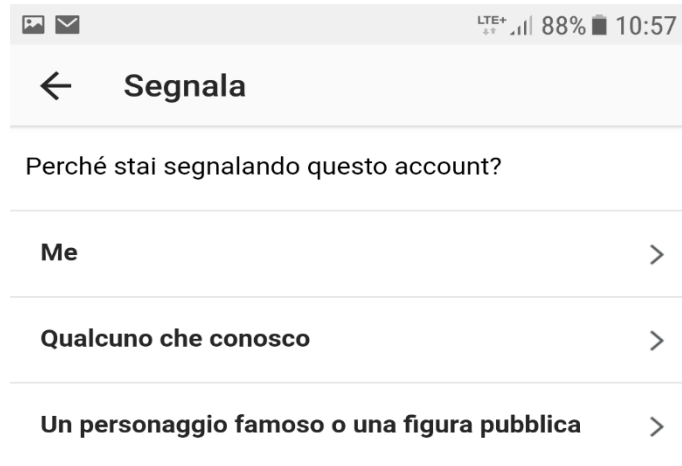 LTE+ 88% 10:57
Segnala
Perché stai segnalando questo account?
Me
Qualcuno che conosco
Un personaggio famoso o una figura pubblica